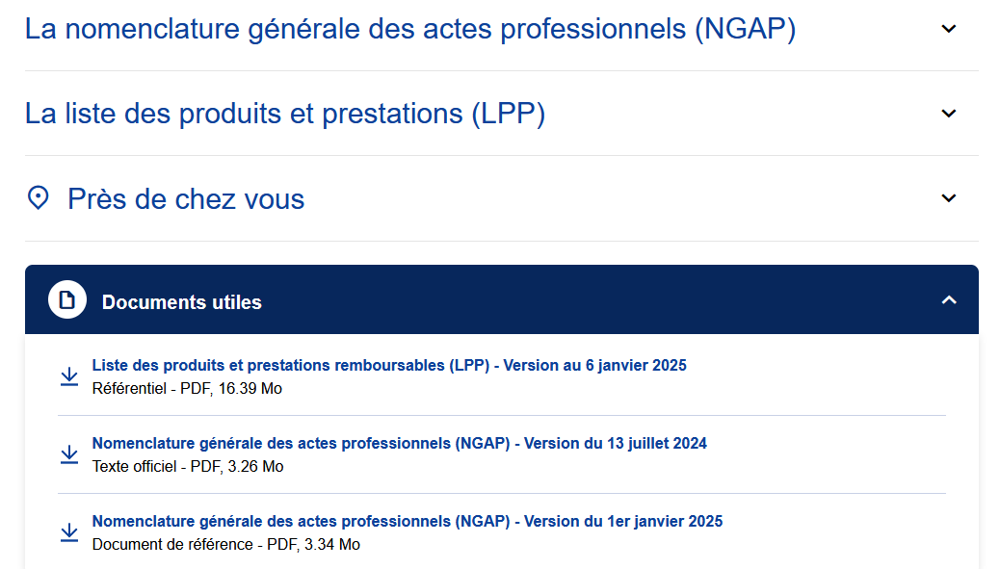 La nomenclature générale des actes professionnels (NGAP)
La liste des produits et prestations (LPP)
Près de chez vous
Documents utiles
Liste des produits et prestations remboursables (LPP) - Version au 6 janvier 2025
Référentiel - PDF, 16.39 Mo
Nomenclature générale des actes professionnels (NGAP) - Version du 13 juillet 2024
Texte officiel - PDF, 3.26 Mo
Nomenclature générale des actes professionnels (NGAP) - Version du 1er janvier 2025
Document de référence - PDF, 3.34 Mo